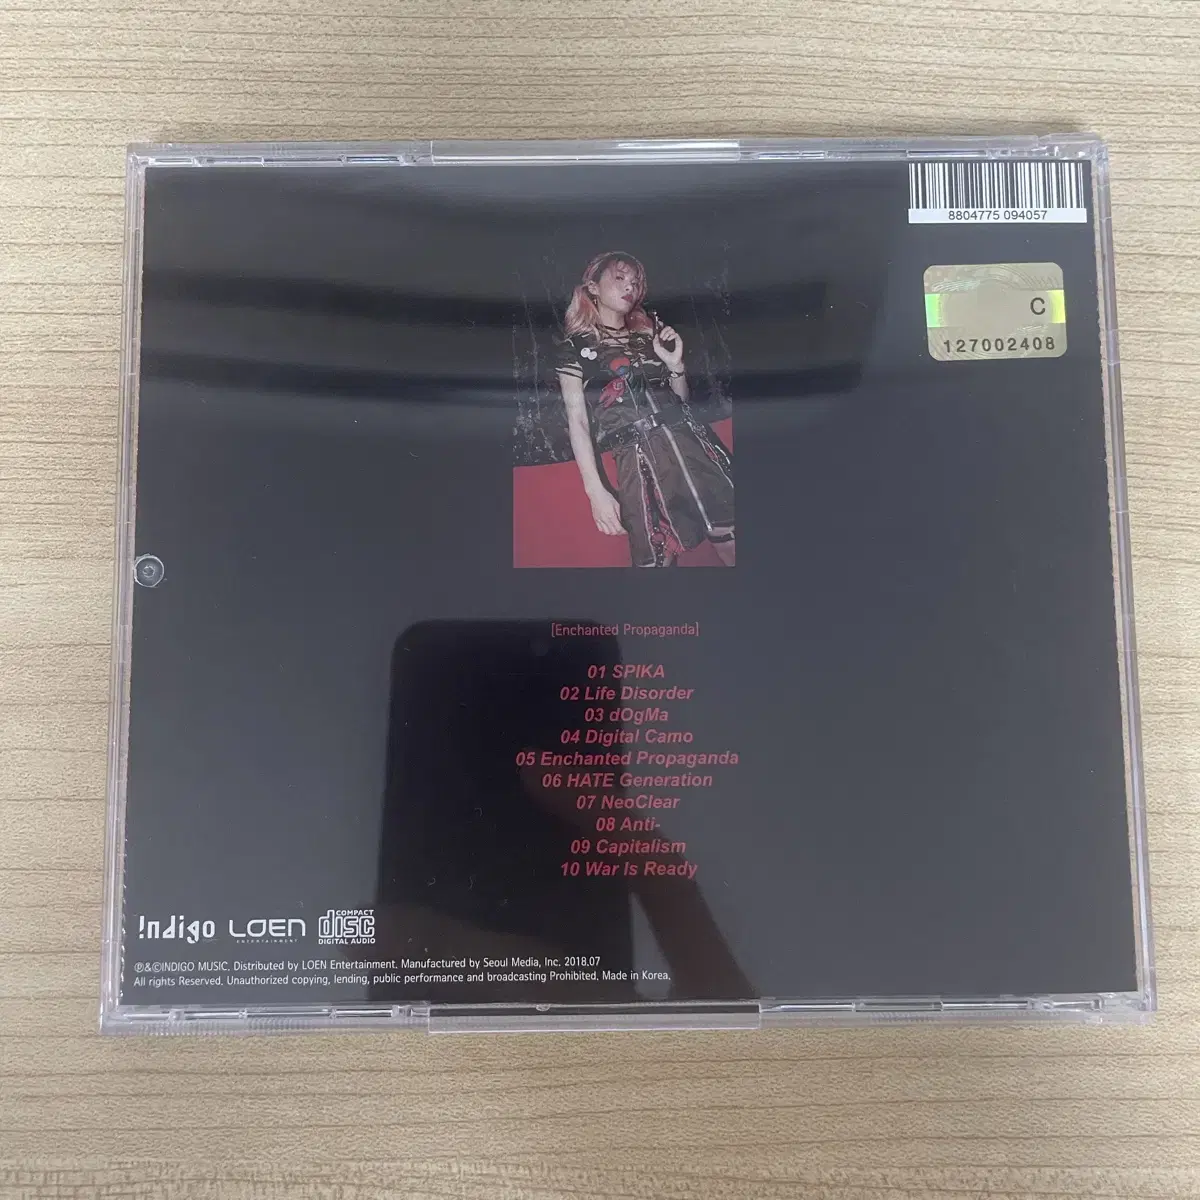 8804775 094057
C
127002408
[Enchanted Propaganda]
01 SPIKA
02 Life Disorder
03 dOgMa
04 Digital Camo
05 Enchanted Propaganda
06 HATE Generation
07 NeoClear
08 Anti-
09 Capitalism
10 War Is Ready
!ndigo LOEN ENTERTAINMENT COMPACT disc DIGITAL AUDIO
℗&©INDIGO MUSIC. Distributed by LOEN Entertainment. Manufactured by Seoul Media, Inc. 2018.07
All rights Reserved. Unauthorized copying, lending, public performance and broadcasting Prohibited. Made in Korea.